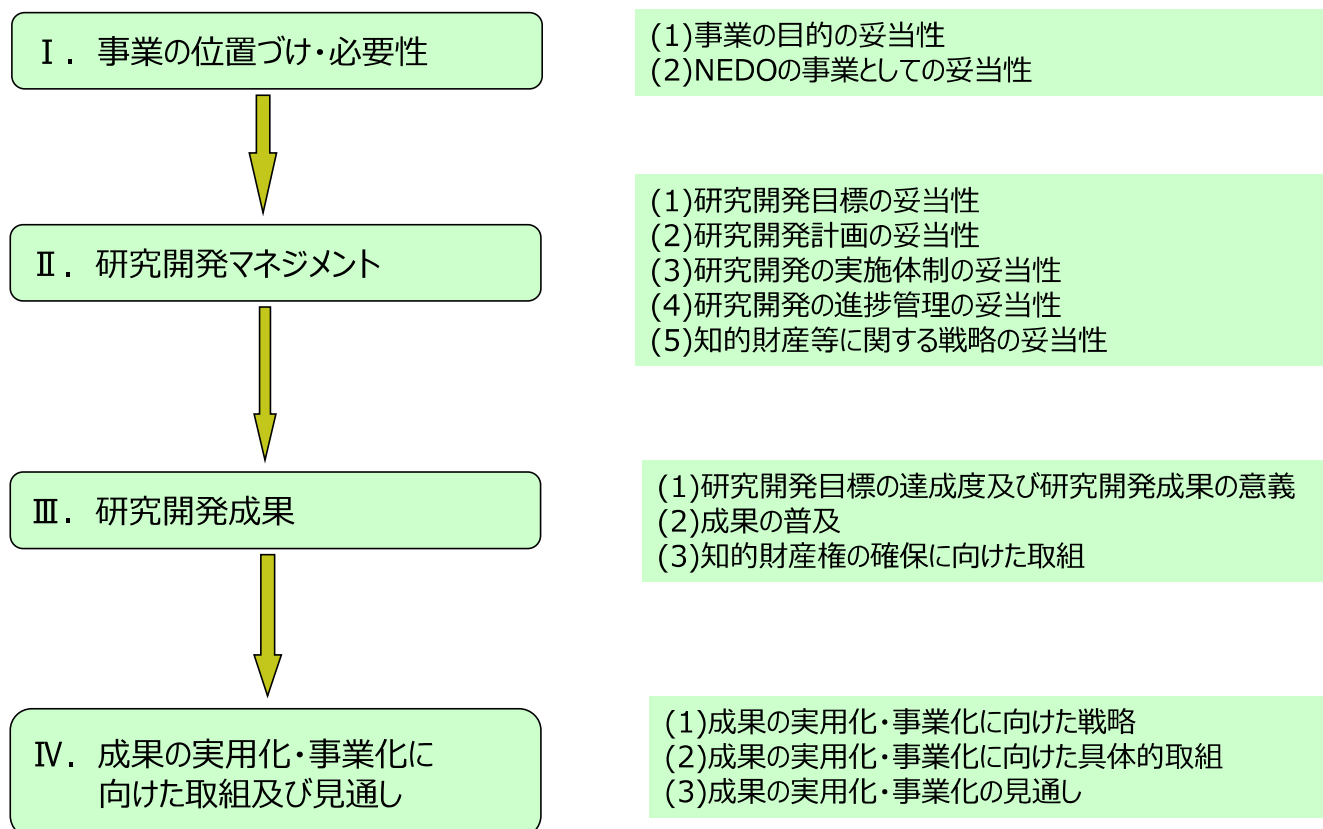 Ⅰ．事業の位置づけ・必要性
(1)事業の目的の妥当性
(2)NEDOの事業としての妥当性
Ⅱ．研究開発マネジメント
(1)研究開発目標の妥当性
(2)研究開発計画の妥当性
(3)研究開発の実施体制の妥当性
(4)研究開発の進捗管理の妥当性
(5)知的財産等に関する戦略の妥当性
Ⅲ．研究開発成果
(1)研究開発目標の達成度及び研究開発成果の意義
(2)成果の普及
(3)知的財産権の確保に向けた取組
Ⅳ．成果の実用化・事業化に
向けた取組及び見通し
(1)成果の実用化・事業化に向けた戦略
(2)成果の実用化・事業化に向けた具体的取組
(3)成果の実用化・事業化の見通し